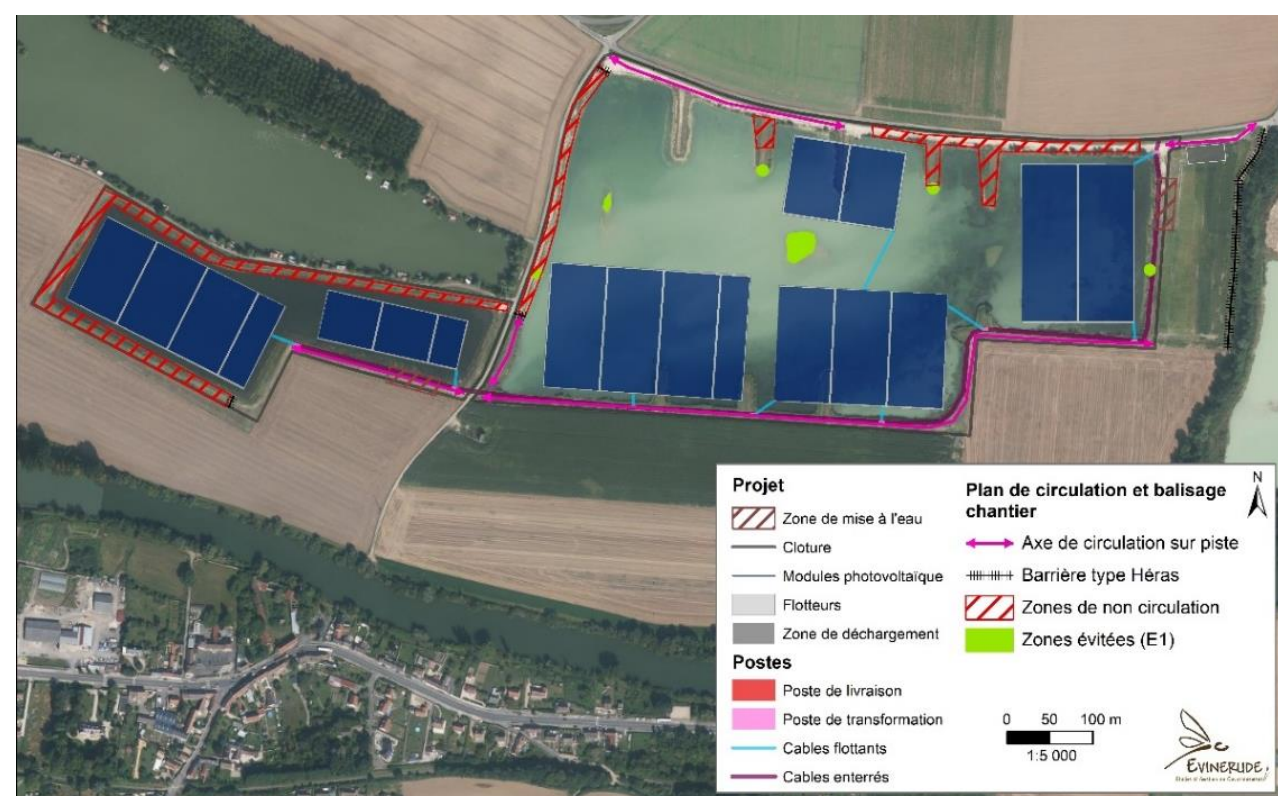 Projet
Zone de mise à l'eau
Cloture
Modules photovoltaïque
Flotteurs
Zone de déchargement
Postes
Poste de livraison
Poste de transformation
Cables flottants
Cables enterrés
Plan de circulation et balisage
chantier
N
Axe de circulation sur piste
Barrière type Héras
Zones de non circulation
Zones évitées (E1)
0 50 100 m
1:5 000
EVINERUDE